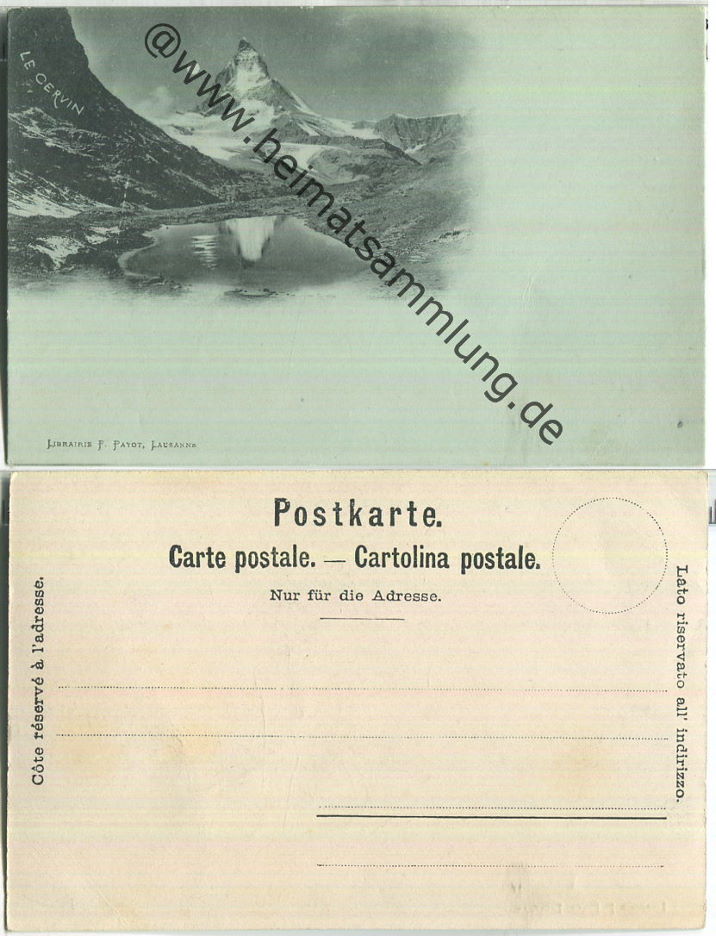 LE CERVIN
@www.heimatsammlung.de
LIBRAIRIE F. PAYOT, LAUSANNE
Postkarte.
Carte postale. — Cartolina postale.
Nur für die Adresse.
Côte réservé à l'adresse.
Lato riservato all' indirizzo.